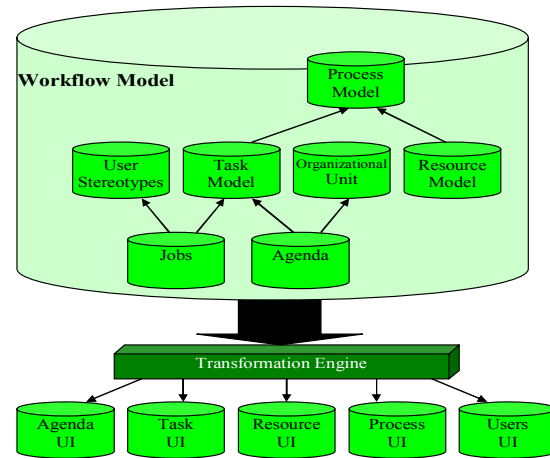 Workflow Model
Process
Model
User
Stereotypes
Task
Model
Organizational
Unit
Resource
Model
Jobs
Agenda
Transformation Engine
Agenda
UI
Task
UI
Resource
UI
Process
UI
Users
UI